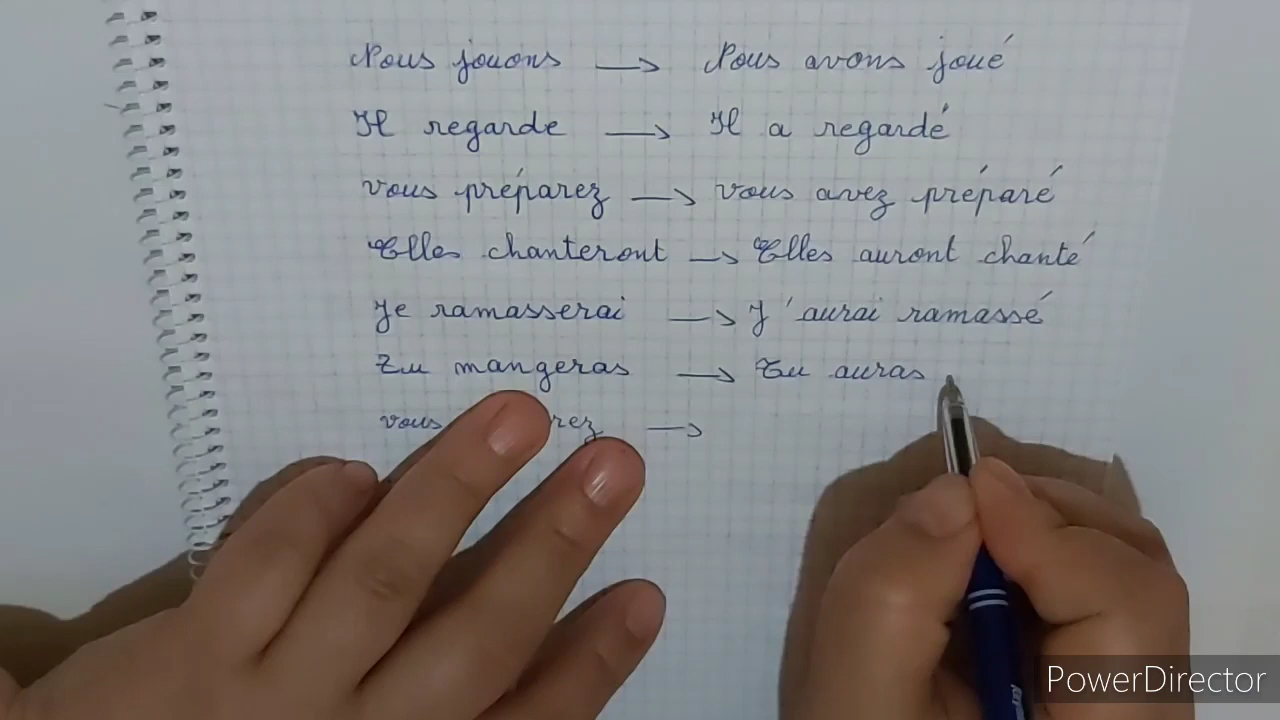 Nous jouons → Nous avons joué
Il regarde → Il a regardé
vous préparez → vous avez préparé
Elles chanteront → Elles auront chanté
Je ramasserai → J'aurai ramassé
Tu mangeras → Tu auras
vous →
PowerDirector